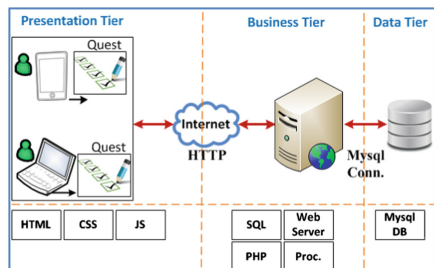 Presentation Tier
Business Tier
Data Tier
Quest
Quest
Internet
HTTP
Mysql
Conn.
HTML
CSS
JS
SQL
Web
Server
PHP
Proc.
Mysql
DB